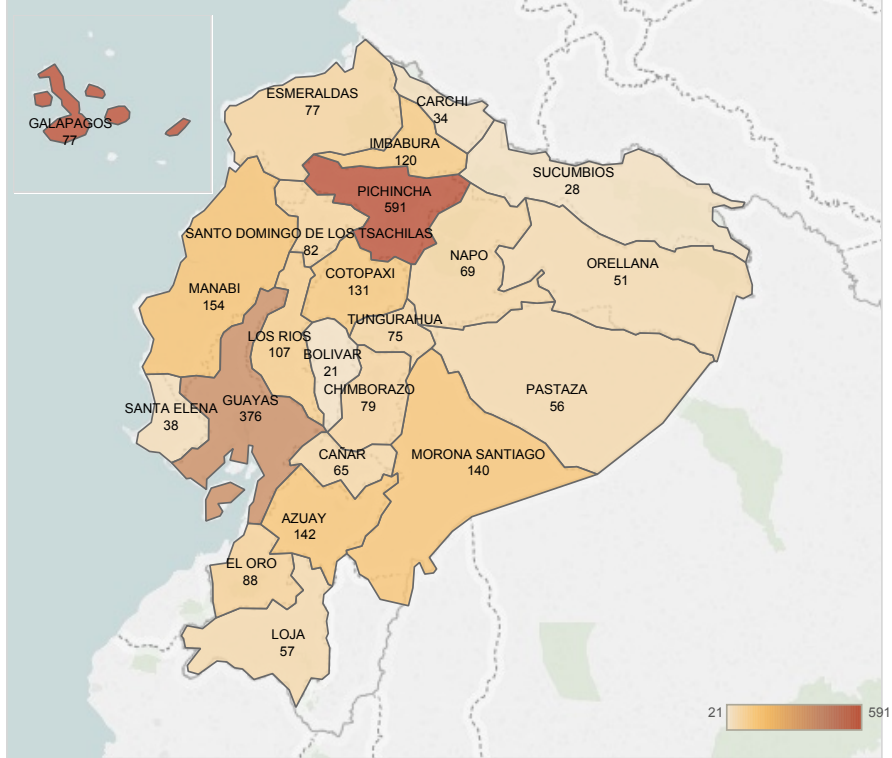 ESMERALDAS
77
CARCHI
34
GALAPAGOS
77
IMBABURA
120
SUCUMBIOS
28
PICHINCHA
591
SANTO DOMINGO DE LOS TSACHILAS
82
NAPO
69
ORELLANA
51
COTOPAXI
131
MANABI
154
TUNGURAHUA
75
LOS RIOS
107
BOLIVAR
21
CHIMBORAZO
79
PASTAZA
56
SANTA ELENA
38
GUAYAS
376
CAÑAR
65
MORONA SANTIAGO
140
AZUAY
142
EL ORO
88
LOJA
57
21
591